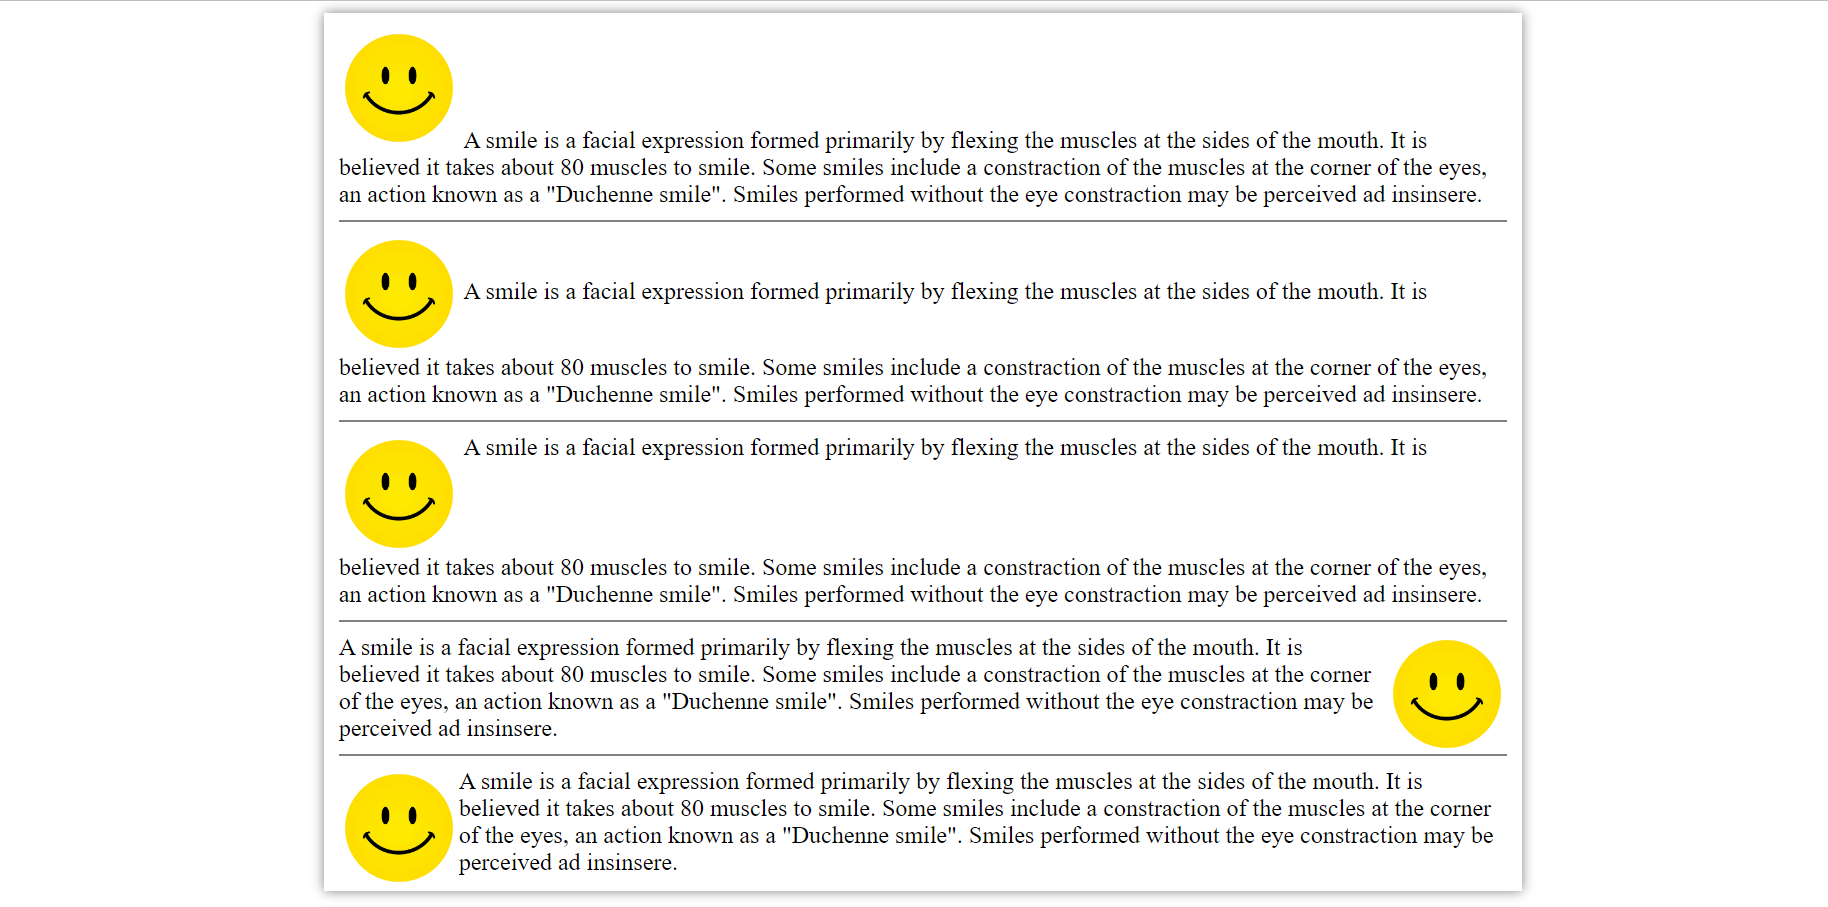 A smile is a facial expression formed primarily by flexing the muscles at the sides of the mouth. It is
believed it takes about 80 muscles to smile. Some smiles include a constraction of the muscles at the corner of the eyes,
an action known as a "Duchenne smile". Smiles performed without the eye constraction may be perceived ad insinsere.
A smile is a facial expression formed primarily by flexing the muscles at the sides of the mouth. It is
believed it takes about 80 muscles to smile. Some smiles include a constraction of the muscles at the corner of the eyes,
an action known as a "Duchenne smile". Smiles performed without the eye constraction may be perceived ad insinsere.
A smile is a facial expression formed primarily by flexing the muscles at the sides of the mouth. It is
believed it takes about 80 muscles to smile. Some smiles include a constraction of the muscles at the corner of the eyes,
an action known as a "Duchenne smile". Smiles performed without the eye constraction may be perceived ad insinsere.
A smile is a facial expression formed primarily by flexing the muscles at the sides of the mouth. It is
believed it takes about 80 muscles to smile. Some smiles include a constraction of the muscles at the corner
of the eyes, an action known as a "Duchenne smile". Smiles performed without the eye constraction may be
perceived ad insinsere.
A smile is a facial expression formed primarily by flexing the muscles at the sides of the mouth. It is
believed it takes about 80 muscles to smile. Some smiles include a constraction of the muscles at the corner
of the eyes, an action known as a "Duchenne smile". Smiles performed without the eye constraction may be
perceived ad insinsere.